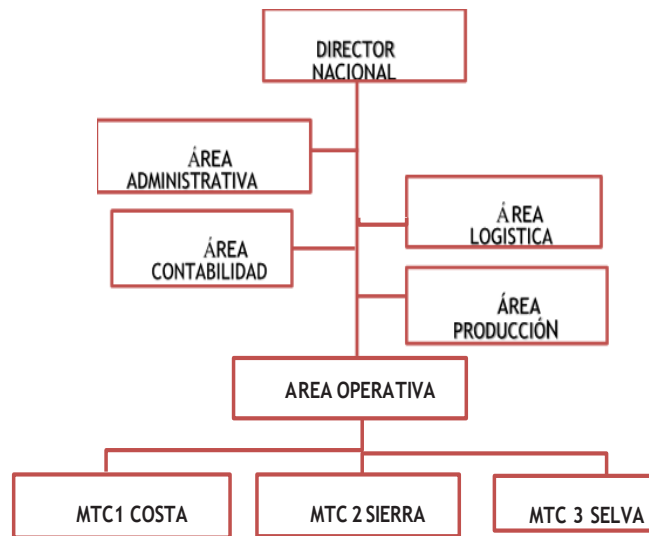 DIRECTOR
NACIONAL
ÁREA
ADMINISTRATIVA
ÁREA
LOGISTICA
ÁREA
CONTABILIDAD
ÁREA
PRODUCCIÓN
AREA OPERATIVA
MTC1 COSTA
MTC 2 SIERRA
MTC 3 SELVA